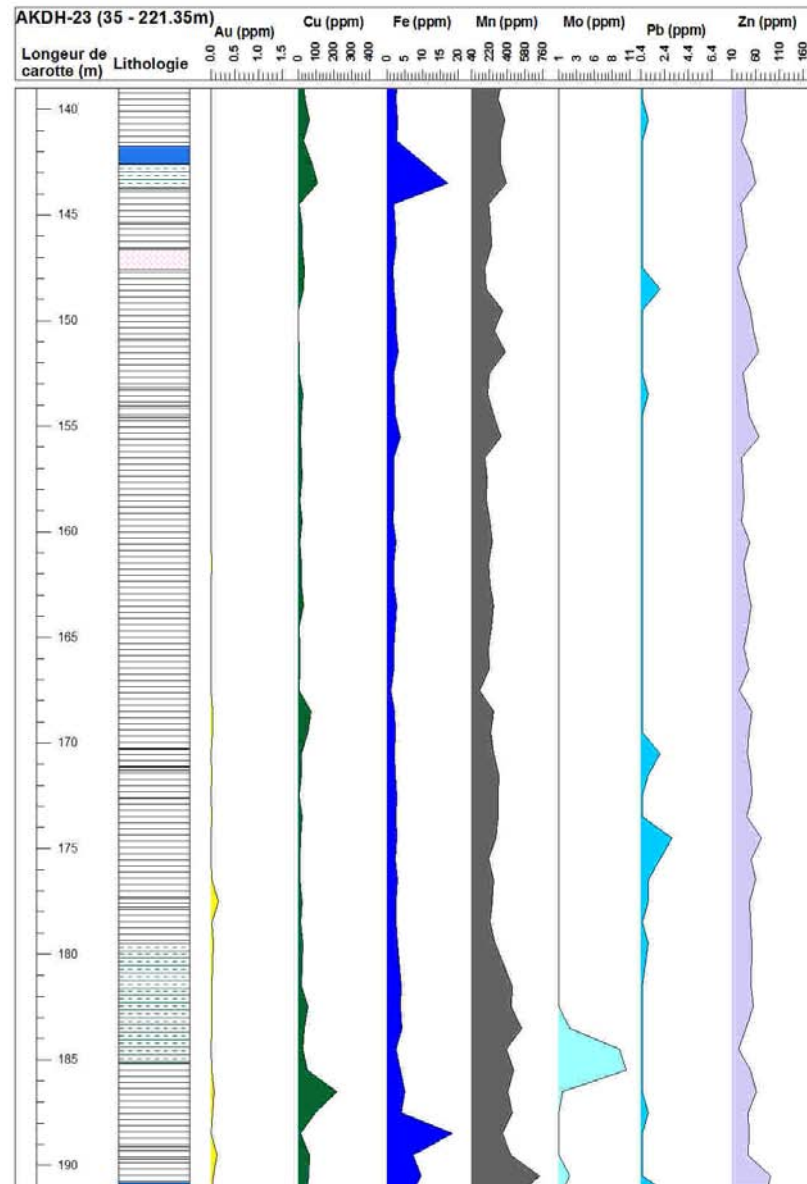 AKDH-23 (35 - 221.35m)
Au (ppm)
Cu (ppm)
Fe (ppm)
Mn (ppm)
Mo (ppm)
Pb (ppm)
Zn (ppm)
Longeur de
carotte (m)
Lithologie
0.0 0.5 1.0 1.5
0 100 200 300 400
0 5 10 15 20
40 220 400 580 760
1 3 6 8 11
0.4 2.4 4.4 6.4
10 60 110 160
140
145
150
155
160
165
170
175
180
185
190